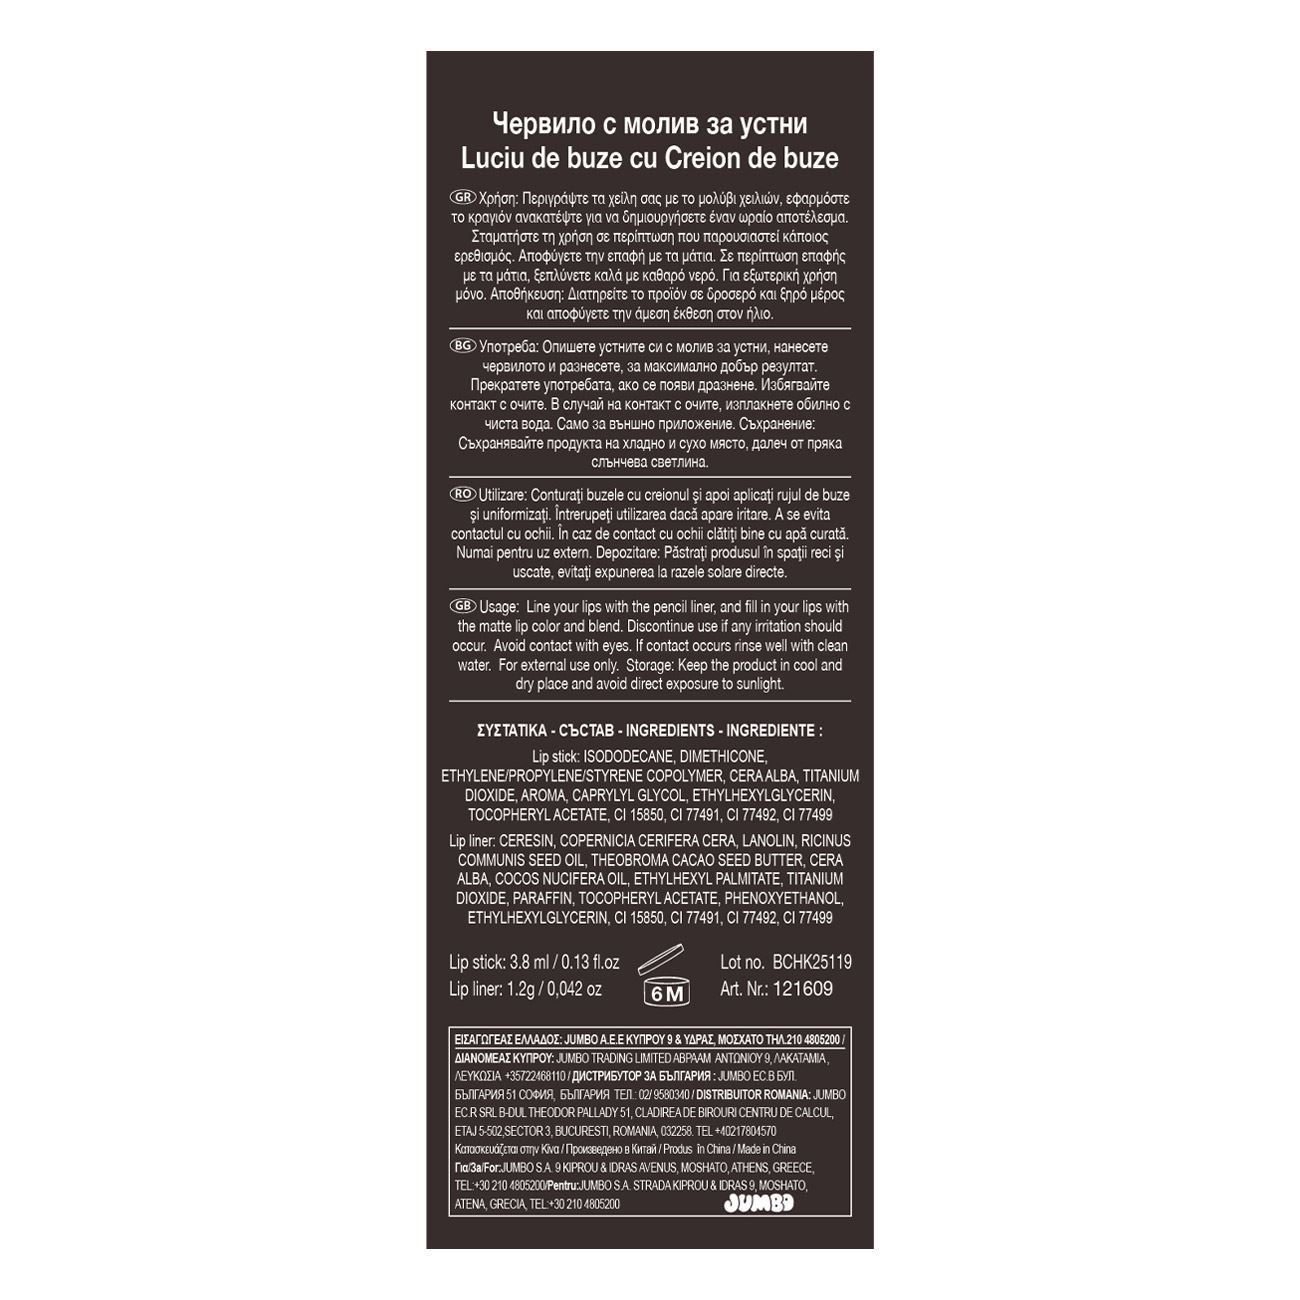 Червило с молив за устни
Luciu de buze cu Creion de buze
GR Χρήση: Περιγράψτε τα χείλη σας με το μολύβι χειλιών, εφαρμόστε
το κραγιόν ανακατέψτε για να δημιουργήσετε έναν ωραίο αποτέλεσμα.
Σταματήστε τη χρήση σε περίπτωση που παρουσιαστεί κάποιος
ερεθισμός. Αποφύγετε την επαφή με τα μάτια. Σε περίπτωση επαφής
με τα μάτια, ξεπλύνετε καλά με καθαρό νερό. Για εξωτερική χρήση
μόνο. Αποθήκευση: Διατηρείτε το προϊόν σε δροσερό και ξηρό μέρος
και αποφύγετε την άμεση έκθεση στον ήλιο.
BG Употреба: Опишете устните си с молив за устни, нанесете
червилото и разнесете, за максимално добър резултат.
Прекратете употребата, ако се появи дразнене. Избягвайте
контакт с очите. В случай на контакт с очите, изплакнете обилно с
чиста вода. Само за външно приложение. Съхранение:
Съхранявайте продукта на хладно и сухо място, далеч от пряка
слънчева светлина.
RO Utilizare: Conturaţi buzele cu creionul şi apoi aplicaţi rujul de buze
şi uniformizaţi. Întrerupeţi utilizarea dacă apare iritare. A se evita
contactul cu ochii. În caz de contact cu ochii clătiţi bine cu apă curată.
Numai pentru uz extern. Depozitare: Păstraţi produsul în spaţii reci şi
uscate, evitaţi expunerea la razele solare directe.
GB Usage: Line your lips with the pencil liner, and fill in your lips with
the matte lip color and blend. Discontinue use if any irritation should
occur. Avoid contact with eyes. If contact occurs rinse well with clean
water. For external use only. Storage: Keep the product in cool and
dry place and avoid direct exposure to sunlight.
ΣΥΣΤΑΤΙΚΑ - СЪСТАВ - INGREDIENTS - INGREDIENTE :
Lip stick: ISODODECANE, DIMETHICONE,
ETHYLENE/PROPYLENE/STYRENE COPOLYMER, CERA ALBA, TITANIUM
DIOXIDE, AROMA, CAPRYLYL GLYCOL, ETHYLHEXYLGLYCERIN,
TOCOPHERYL ACETATE, CI 15850, CI 77491, CI 77492, CI 77499
Lip liner: CERESIN, COPERNICIA CERIFERA CERA, LANOLIN, RICINUS
COMMUNIS SEED OIL, THEOBROMA CACAO SEED BUTTER, CERA
ALBA, COCOS NUCIFERA OIL, ETHYLHEXYL PALMITATE, TITANIUM
DIOXIDE, PARAFFIN, TOCOPHERYL ACETATE, PHENOXYETHANOL,
ETHYLHEXYLGLYCERIN, CI 15850, CI 77491, CI 77492, CI 77499
Lip stick: 3.8 ml / 0.13 fl.oz
Lip liner: 1.2g / 0,042 oz
6 M
Lot no. BCHK25119
Art. Nr.: 121609
ΕΙΣΑΓΩΓΕΑΣ ΕΛΛΑΔΟΣ: JUMBO A.E.E ΚΥΠΡΟΥ 9 & ΥΔΡΑΣ, ΜΟΣΧΑΤΟ ΤΗΛ.210 4805200 /
ΔΙΑΝΟΜΕΑΣ ΚΥΠΡΟΥ: JUMBO TRADING LIMITED ΑΒΡΑΑΜ ΑΝΤΩΝΙΟΥ 9, ΛΑΚΑΤΑΜΙΑ ,
ΛΕΥΚΩΣΙΑ +35722468110 / ДИСТРИБУТОР ЗА БЪЛГАРИЯ : JUMBO EC.B БУЛ.
БЪЛГАРИЯ 51 СОФИЯ, БЪЛГАРИЯ ТЕЛ.: 02/ 9580340 / DISTRIBUITOR ROMANIA: JUMBO
EC.R SRL B-DUL THEODOR PALLADY 51, CLADIREA DE BIROURI CENTRU DE CALCUL,
ETAJ 5-502,SECTOR 3, BUCURESTI, ROMANIA, 032258. TEL +40217804570
Κατασκευάζεται στην Κίνα / Произведено в Китай / Produs în China / Made in China
Για/За/For:JUMBO S.A. 9 KIPROU & IDRAS AVENUS, MOSHATO, ATHENS, GREECE,
TEL:+30 210 4805200/Pentru:JUMBO S.A. STRADA KIPROU & IDRAS 9, MOSHATO,
ATENA, GRECIA, TEL:+30 210 4805200
JUMBO